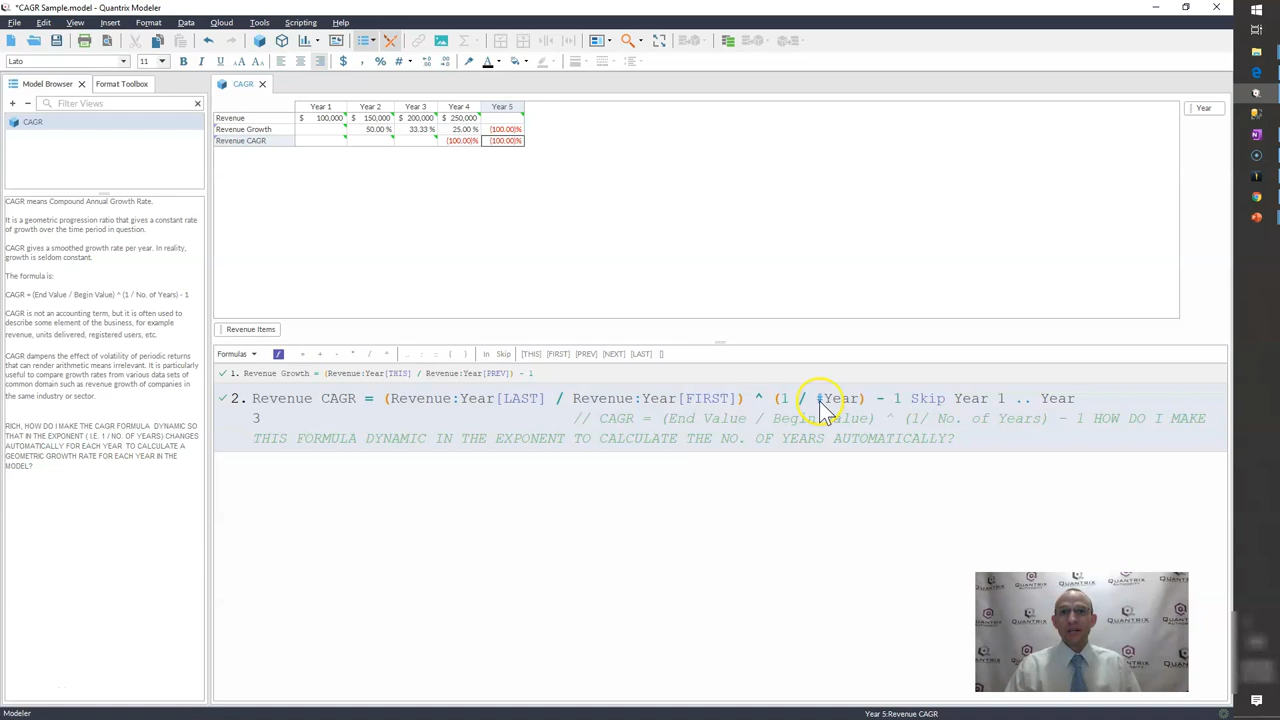 *CAGR Sample.model - Quantrix Modeler
File Edit View Insert Format Data Qloud Tools Scripting Help
Lato 11 B I U A A A $ , % #
Model Browser Format Toolbox CAGR
Filter Views
CAGR
Year 1 Year 2 Year 3 Year 4 Year 5
Revenue $ 100,000 $ 150,000 $ 200,000 $ 250,000
Revenue Growth 50.00 % 33.33 % 25.00 % (100.00)%
Revenue CAGR (100.00)% (100.00)%
Year
CAGR means Compound Annual Growth Rate.
It is a geometric progression ratio that gives a constant rate
of growth over the time period in question.
CAGR gives a smoothed growth rate per year. In reality,
growth is seldom constant.
The formula is:
CAGR = (End Value / Begin Value) ^ (1 / No. of Years) - 1
CAGR is not an accounting term, but it is often used to
describe some element of the business, for example
revenue, units delivered, registered users, etc.
CAGR dampens the effect of volatility of periodic returns
that can render arithmetic means irrelevant. It is particularly
useful to compare growth rates from various data sets of
common domain such as revenue growth of companies in
the same industry or sector.
RICH, HOW DO I MAKE THE CAGR FORMULA DYNAMIC SO
THAT IN THE EXPONENT ( I.E. 1 / NO. OF YEARS) CHANGES
AUTOMATICALLY FOR EACH YEAR TO CALCULATE A
GEOMETRIC GROWTH RATE FOR EACH YEAR IN THE
MODEL?
Revenue Items
Formulas ƒ = + - * / ^ .. : :: ( ) In Skip [THIS] [FIRST] [PREV] [NEXT] [LAST] []
1. Revenue Growth = (Revenue:Year[THIS] / Revenue:Year[PREV]) - 1
2. Revenue CAGR = (Revenue:Year[LAST] / Revenue:Year[FIRST]) ^ (1 / #Year) - 1 Skip Year 1 .. Year
3 // CAGR = (End Value / Begin Value) ^ (1/ No. of Years) - 1 HOW DO I MAKE
THIS FORMULA DYNAMIC IN THE EXPONENT TO CALCULATE THE NO. OF YEARS AUTOMATICALLY?
QUANTRIX
AUTHORITY
Modeler Year 5:Revenue CAGR